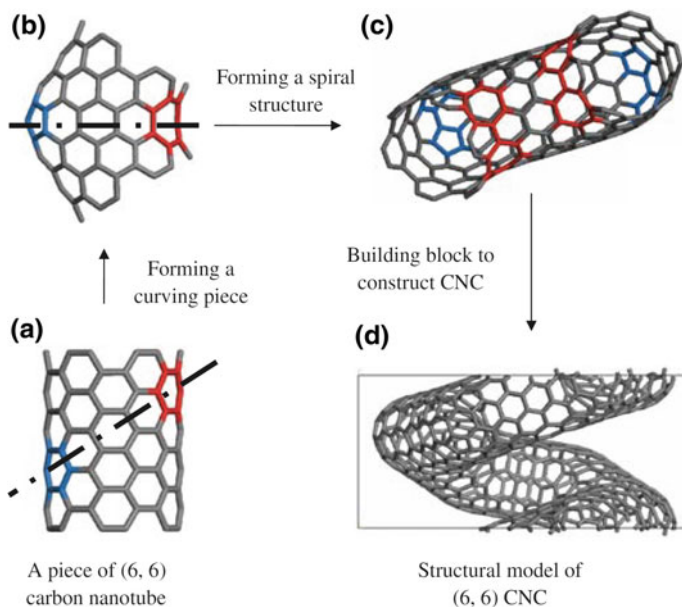 (b)
(c)
Forming a spiral
structure
Forming a
curving piece
Building block to
construct CNC
(a)
(d)
A piece of (6, 6)
carbon nanotube
Structural model of
(6, 6) CNC